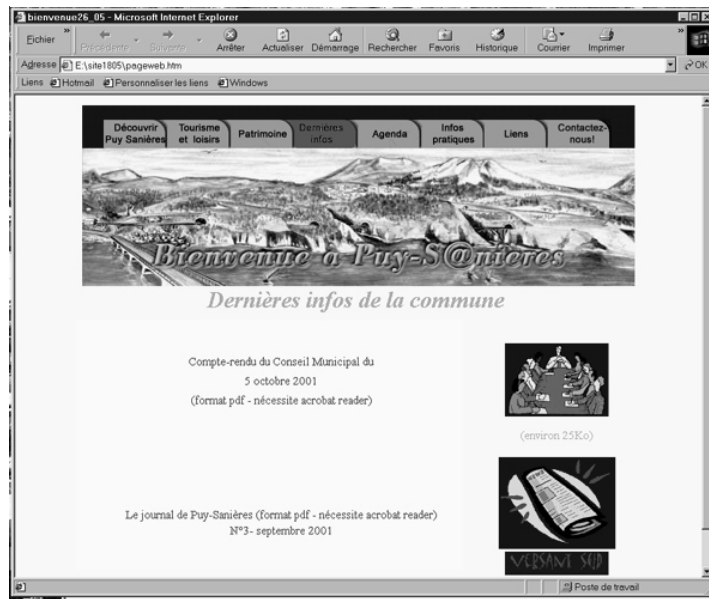 bienvenue26_05 - Microsoft Internet Explorer
Fichier » Précédente Suivante Arrêter Actualiser Démarrage Rechercher Favoris Historique Courrier Imprimer »
Adresse E:\site1805\pageweb.htm OK
Liens Hotmail Personnaliser les liens Windows
Découvrir Puy Sanières
Tourisme et loisirs
Patrimoine
Dernières infos
Agenda
Infos pratiques
Liens
Contactez-nous!
Bienvenue à Puy-S@nières
Dernières infos de la commune
Compte-rendu du Conseil Municipal du
5 octobre 2001
(format pdf - nécessite acrobat reader)
(environ 25Ko)
Le journal de Puy-Sanières (format pdf - nécessite acrobat reader)
N°3- septembre 2001
VERSANT SUD
Poste de travail